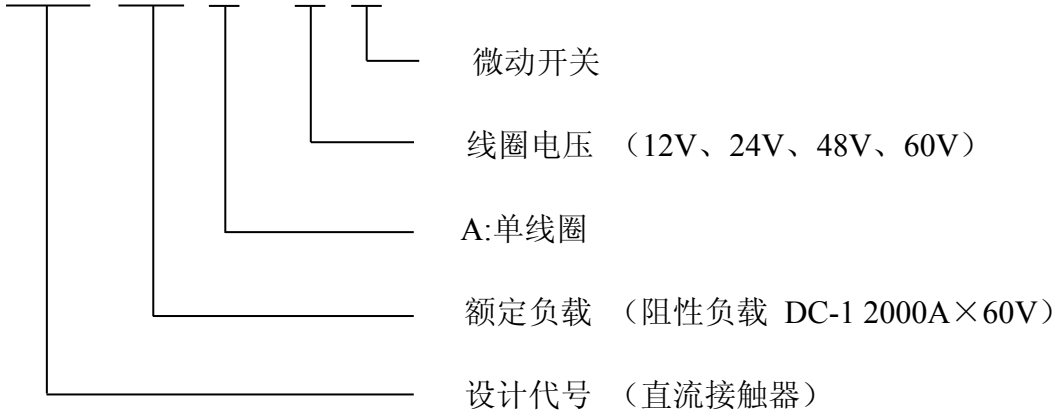 微动开关
线圈电压 （12V、24V、48V、60V）
A:单线圈
额定负载 （阻性负载 DC-1 2000A×60V）
设计代号 （直流接触器）